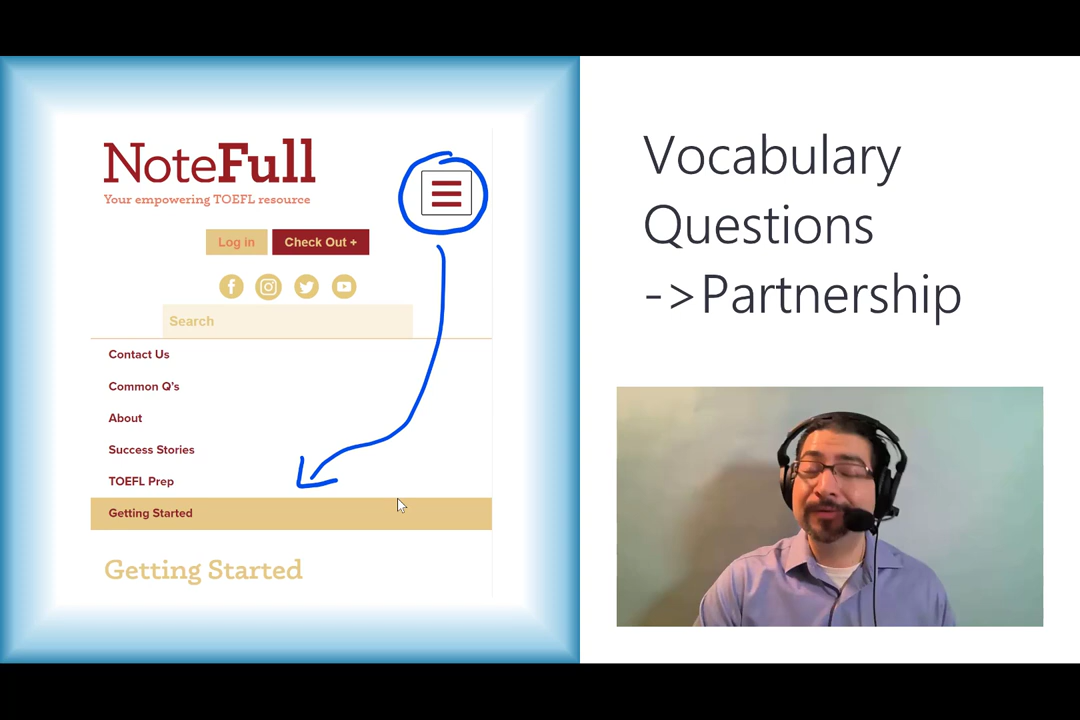 NoteFull
Your empowering TOEFL resource
Log in
Check Out +
Search
Contact Us
Common Q's
About
Success Stories
TOEFL Prep
Getting Started
Getting Started
Vocabulary
Questions
->Partnership